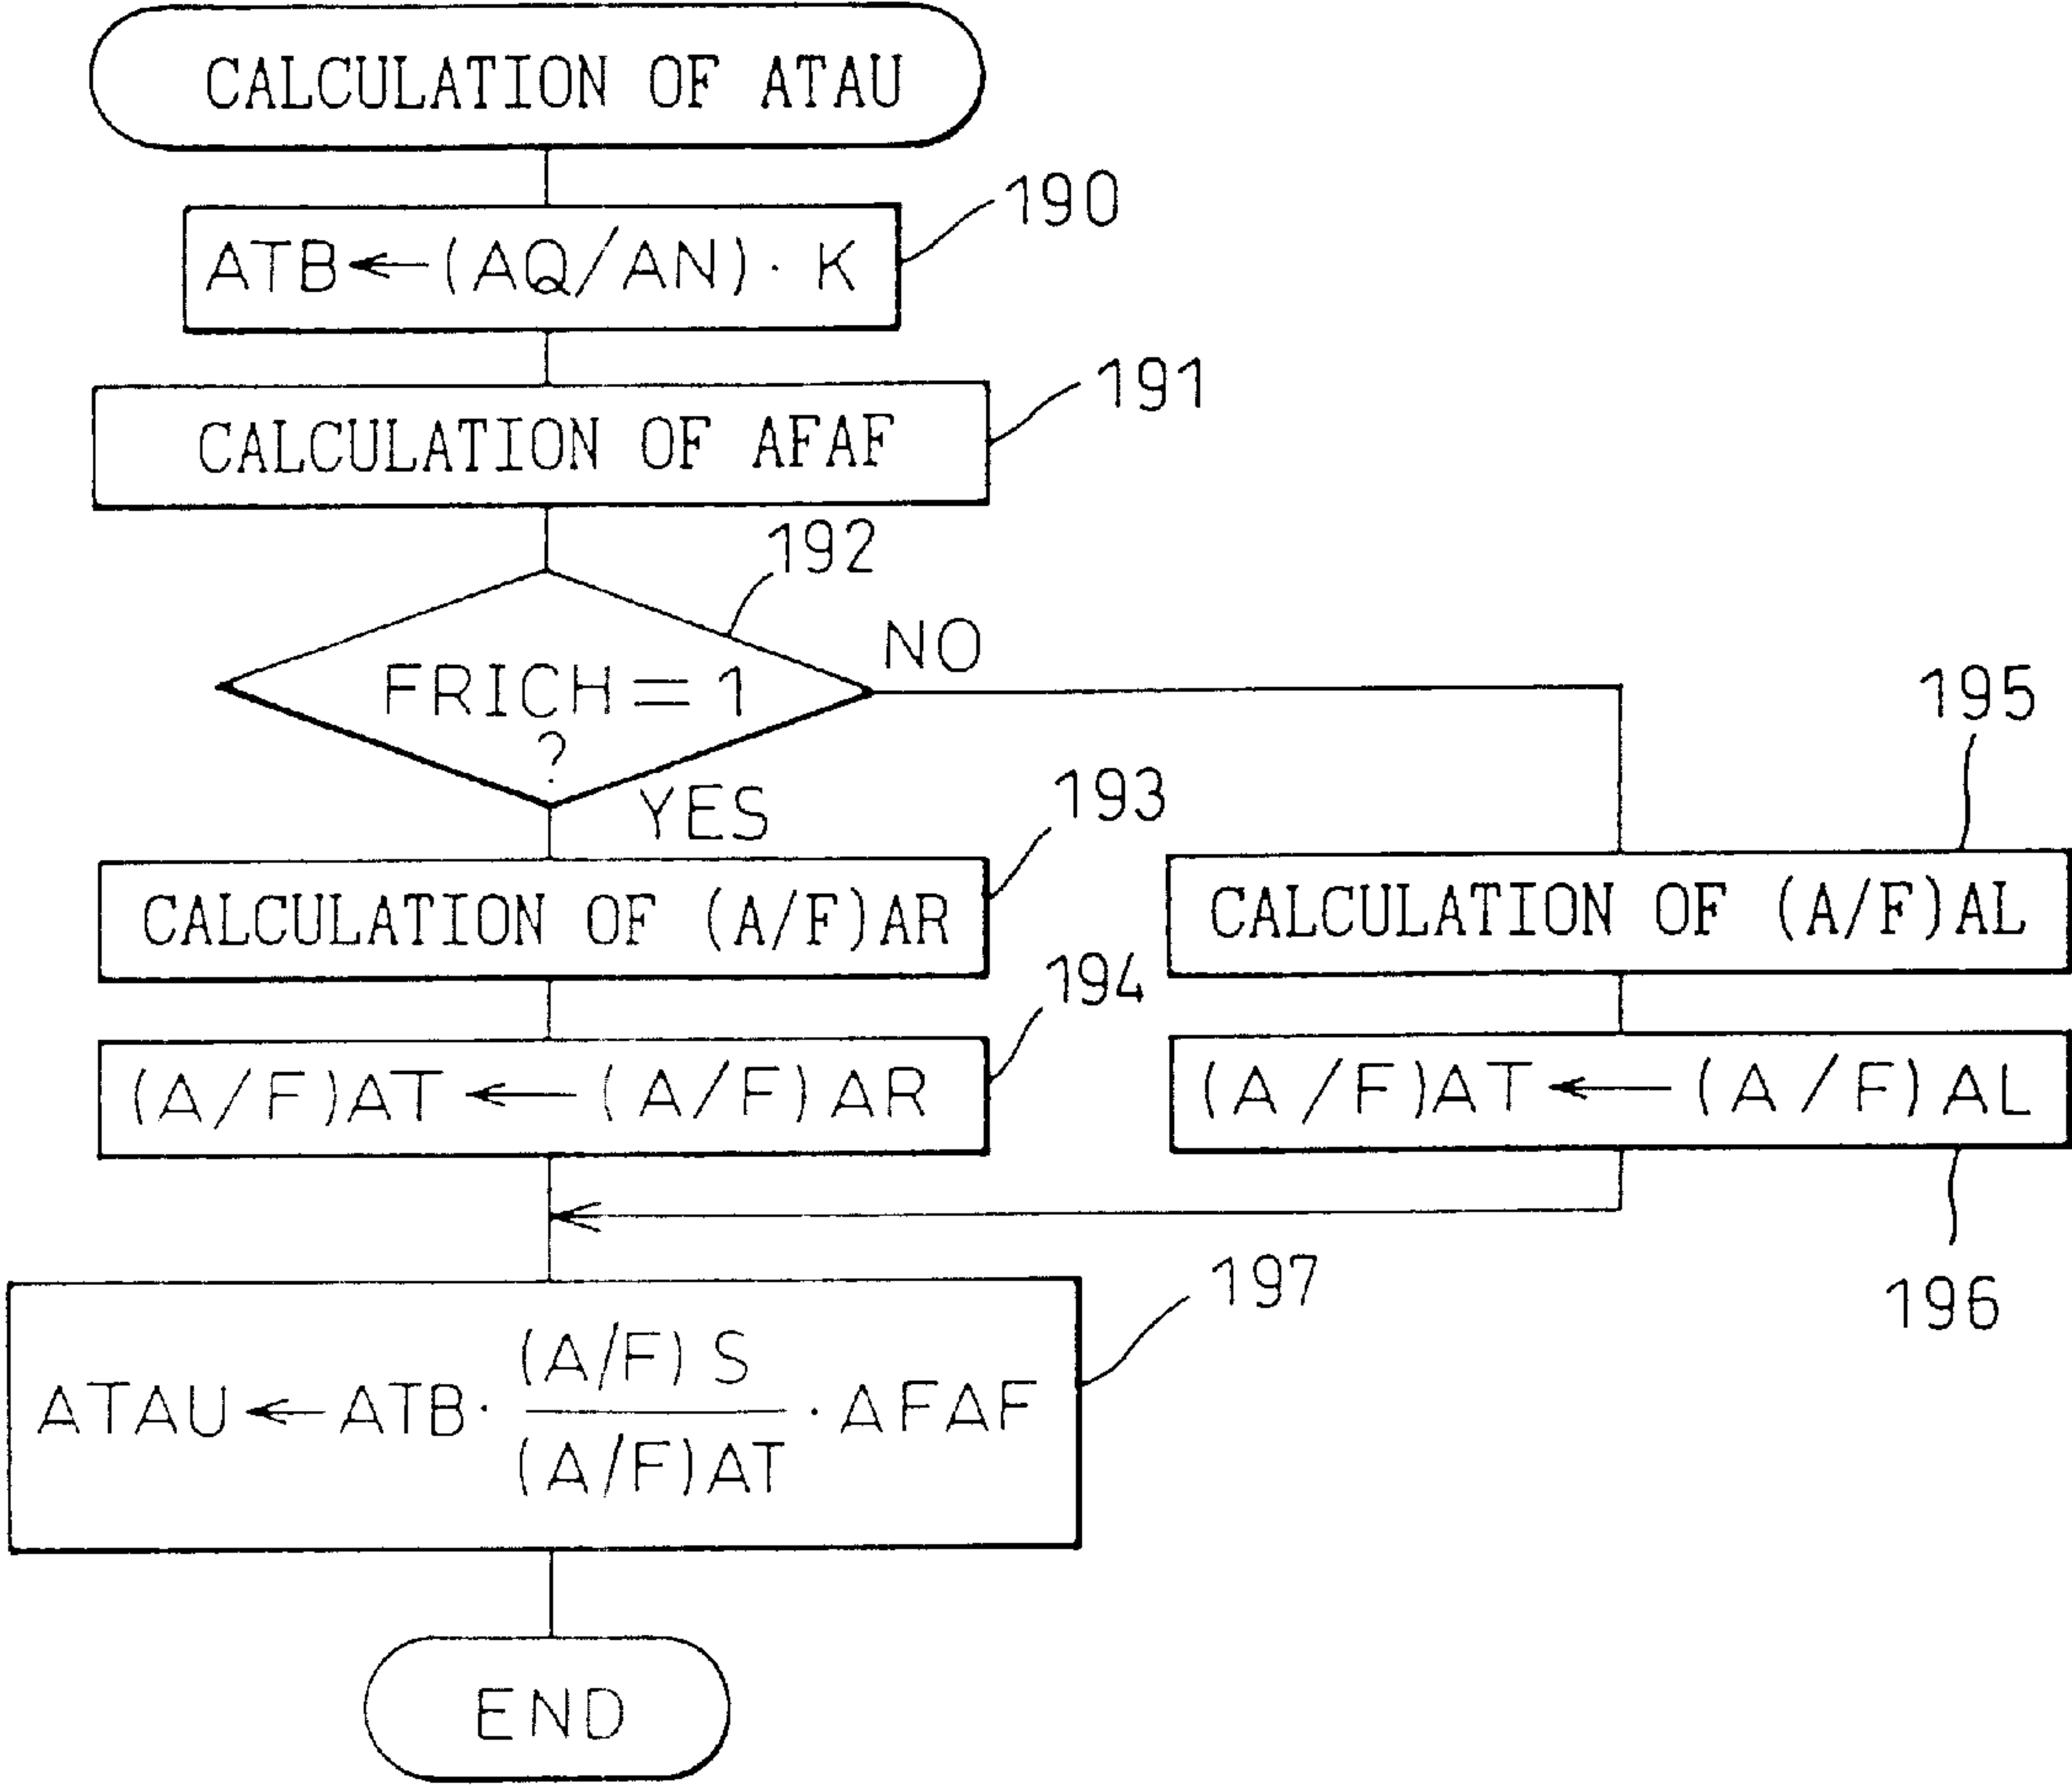 CALCULATION OF ATAU
190
ATB←(AQ/AN)・K
191
CALCULATION OF AFAF
192
NO
FRICH=1
?
YES
193
195
CALCULATION OF (A/F)AR
CALCULATION OF (A/F)AL
194
(A/F)AT←(A/F)AR
(A/F)AT←(A/F)AL
196
197
(A/F)S
ATAU←ATB・———・AFAF
(A/F)AT
END